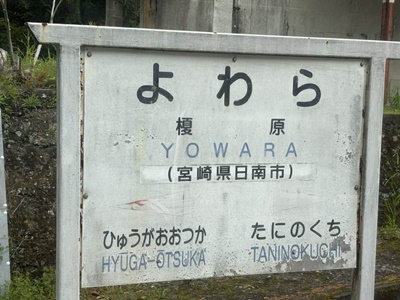 よわら
榎原
YOWARA
(宮崎県日南市)
ひゅうがおおつか たにのくち
HYUGA-OTSUKA TANINOKUCHI